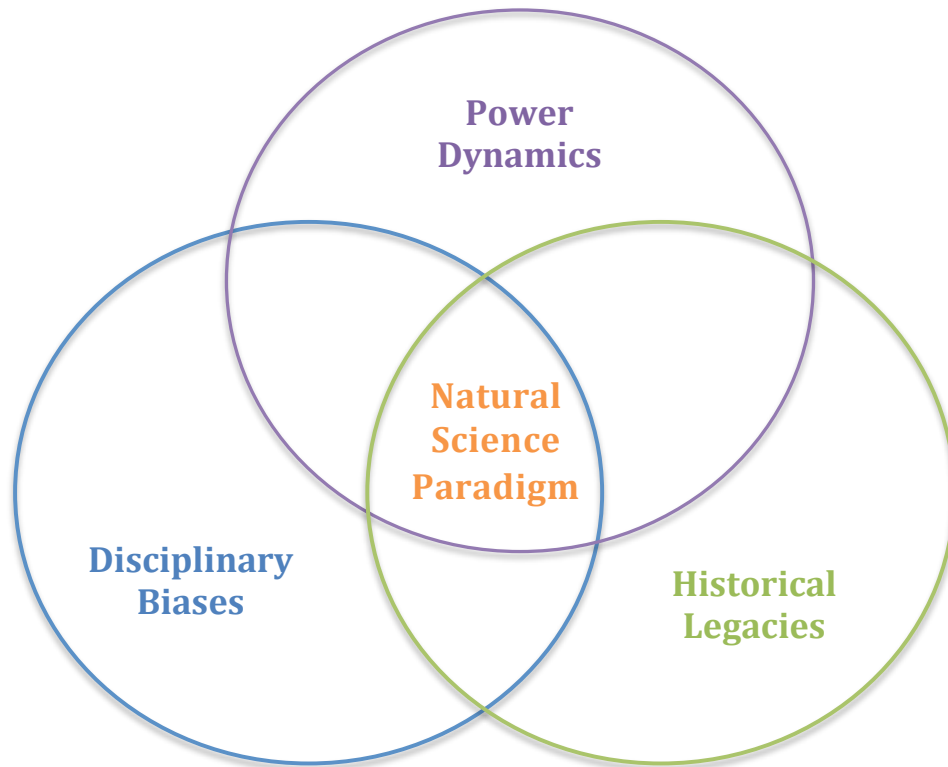 Power
Dynamics
Natural
Science
Paradigm
Disciplinary
Biases
Historical
Legacies